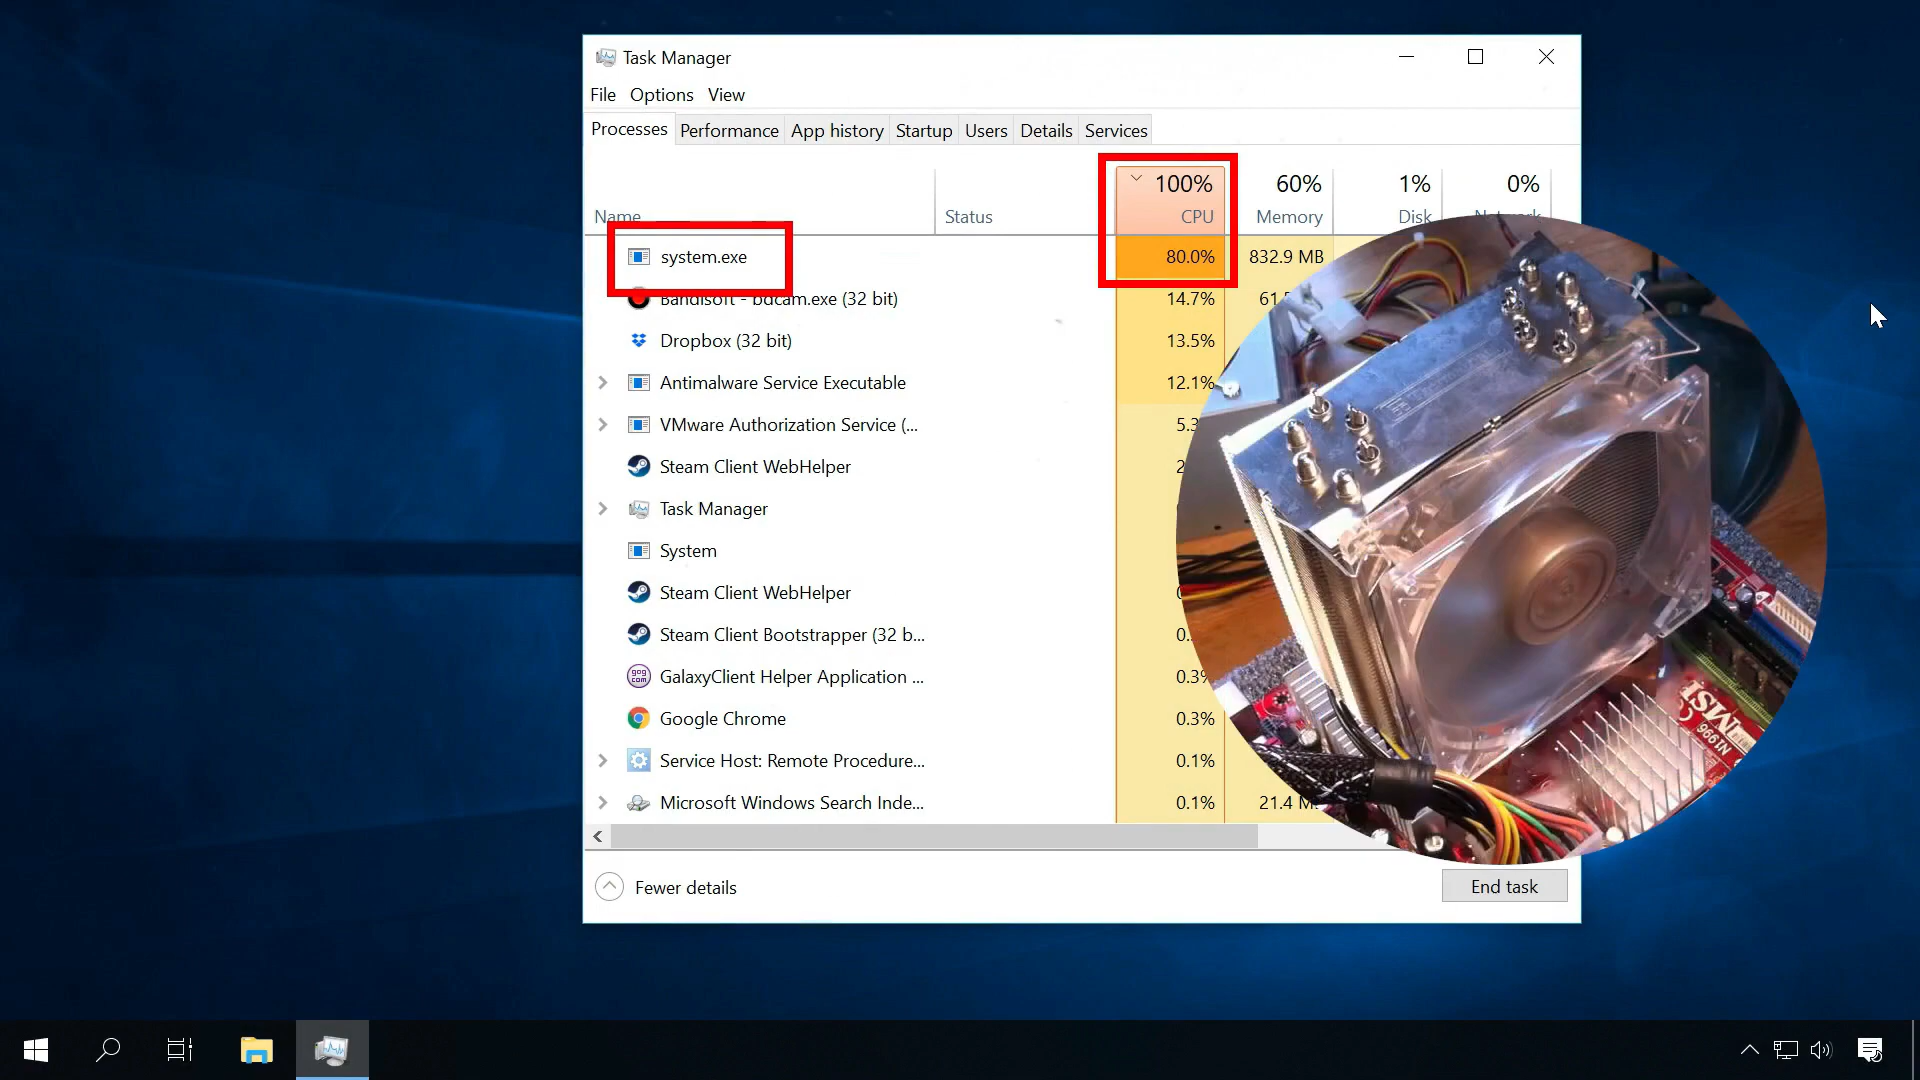 Task Manager
File Options View
Processes Performance App history Startup Users Details Services
100% 60% 1% 0%
Name Status CPU Memory Disk Network
system.exe 80.0% 832.9 MB
Bandisoft - bdcam.exe (32 bit) 14.7% 61.
Dropbox (32 bit) 13.5%
Antimalware Service Executable 12.1%
VMware Authorization Service (... 5.3
Steam Client WebHelper 2
Task Manager
System
Steam Client WebHelper 0
Steam Client Bootstrapper (32 b... 0.
GalaxyClient Helper Application ... 0.3%
gog
com
Google Chrome 0.3%
Service Host: Remote Procedure... 0.1%
Microsoft Windows Search Inde... 0.1% 21.4 M
Fewer details End task
MSI
N1996